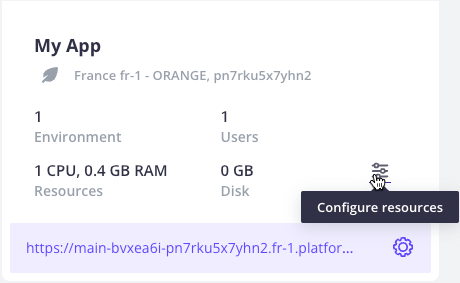 My App
France fr-1 - ORANGE, pn7rku5x7yhn2
1 1
Environment Users
1 CPU, 0.4 GB RAM 0 GB
Resources Disk
Configure resources
https://main-bvxea6i-pn7rku5x7yhn2.fr-1.platfor...